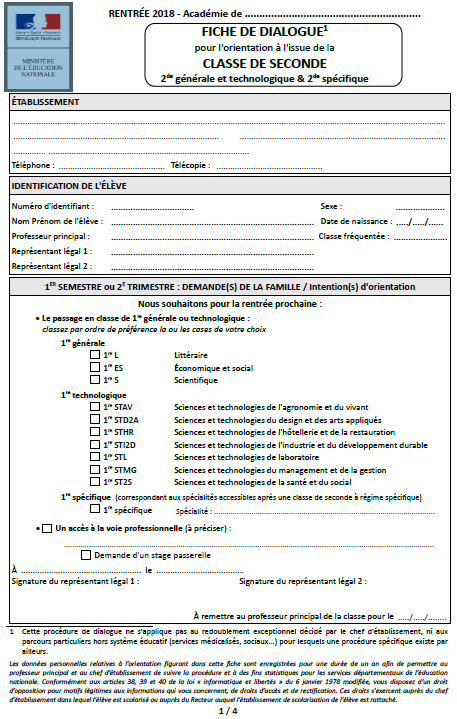 RENTRÉE 2018 - Académie de ...................................................
Liberté • Égalité • Fraternité
RÉPUBLIQUE FRANÇAISE
MINISTÈRE
DE L'ÉDUCATION
NATIONALE
FICHE DE DIALOGUE1
pour l'orientation à l'issue de la
CLASSE DE SECONDE
2de générale et technologique & 2de spécifique
ÉTABLISSEMENT
Téléphone : ........................................ Télécopie : ........................................
IDENTIFICATION DE L'ÉLÈVE
Numéro d'identifiant : .............................. Sexe : ..................
Nom Prénom de l'élève : .............................. Date de naissance : ...../...../......
Professeur principal : .............................. Classe fréquentée : ....................
Représentant légal 1 : ..............................
Représentant légal 2 : ..............................
1ER SEMESTRE ou 2E TRIMESTRE : DEMANDE(S) DE LA FAMILLE / Intention(s) d'orientation
Nous souhaitons pour la rentrée prochaine :
• Le passage en classe de 1re générale ou technologique :
classez par ordre de préférence la ou les cases de votre choix
1re générale
1re L Littéraire
1re ES Économique et social
1re S Scientifique
1re technologique
1re STAV Sciences et technologies de l'agronomie et du vivant
1re STD2A Sciences et technologies du design et des arts appliqués
1re STHR Sciences et technologies de l'hôtellerie et de la restauration
1re STI2D Sciences et technologies de l'industrie et du développement durable
1re STL Sciences et technologies de laboratoire
1re STMG Sciences et technologies du management et de la gestion
1re ST2S Sciences et technologies de la santé et du social
1re spécifique (correspondant aux spécialités accessibles après une classe de seconde à régime spécifique)
1re spécifique Spécialité : ..................................................
• Un accès à la voie professionnelle (à préciser) :
Demande d'un stage passerelle
À .................................... le ..............................
Signature du représentant légal 1 : Signature du représentant légal 2 :
À remettre au professeur principal de la classe pour le ...../...../........
1 Cette procédure de dialogue ne s'applique pas au redoublement exceptionnel décidé par le chef d'établissement, ni aux
parcours particuliers hors système éducatif (services médicalisés, sociaux...) pour lesquels une procédure spécifique existe par
ailleurs.
Les données personnelles relatives à l'orientation figurant dans cette fiche sont enregistrées pour une durée de un an afin de permettre au
professeur principal et au chef d'établissement de suivre la procédure et à des fins statistiques pour les services départementaux de l'éducation
nationale. Conformément aux articles 38, 39 et 40 de la loi « informatique et libertés » du 6 janvier 1978 modifiée, vous disposez d'un droit
d'opposition pour motifs légitimes aux informations qui vous concernent, de droits d'accès et de rectification. Ces droits s'exercent auprès du chef
d'établissement dans lequel l'élève est scolarisé ou auprès du Recteur auquel l'établissement de scolarisation de l'élève est rattaché.
1 / 4